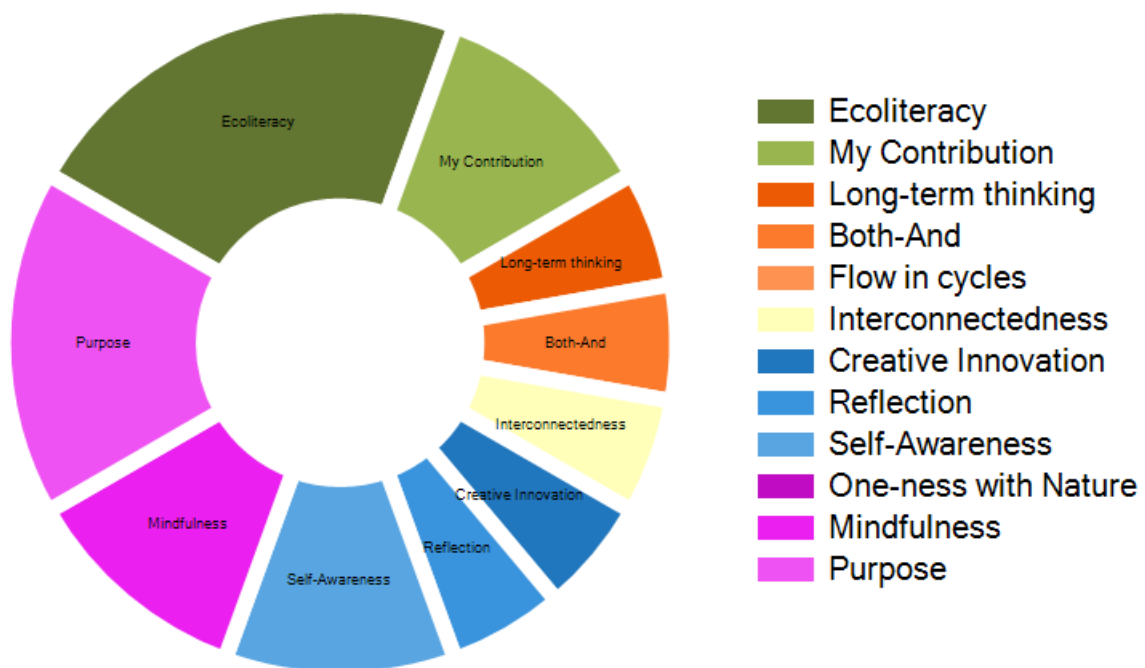 Ecoliteracy
My Contribution
Long-term thinking
Both-And
Interconnectedness
Creative Innovation
Reflection
Self-Awareness
Mindfulness
Purpose
Ecoliteracy
My Contribution
Long-term thinking
Both-And
Flow in cycles
Interconnectedness
Creative Innovation
Reflection
Self-Awareness
One-ness with Nature
Mindfulness
Purpose